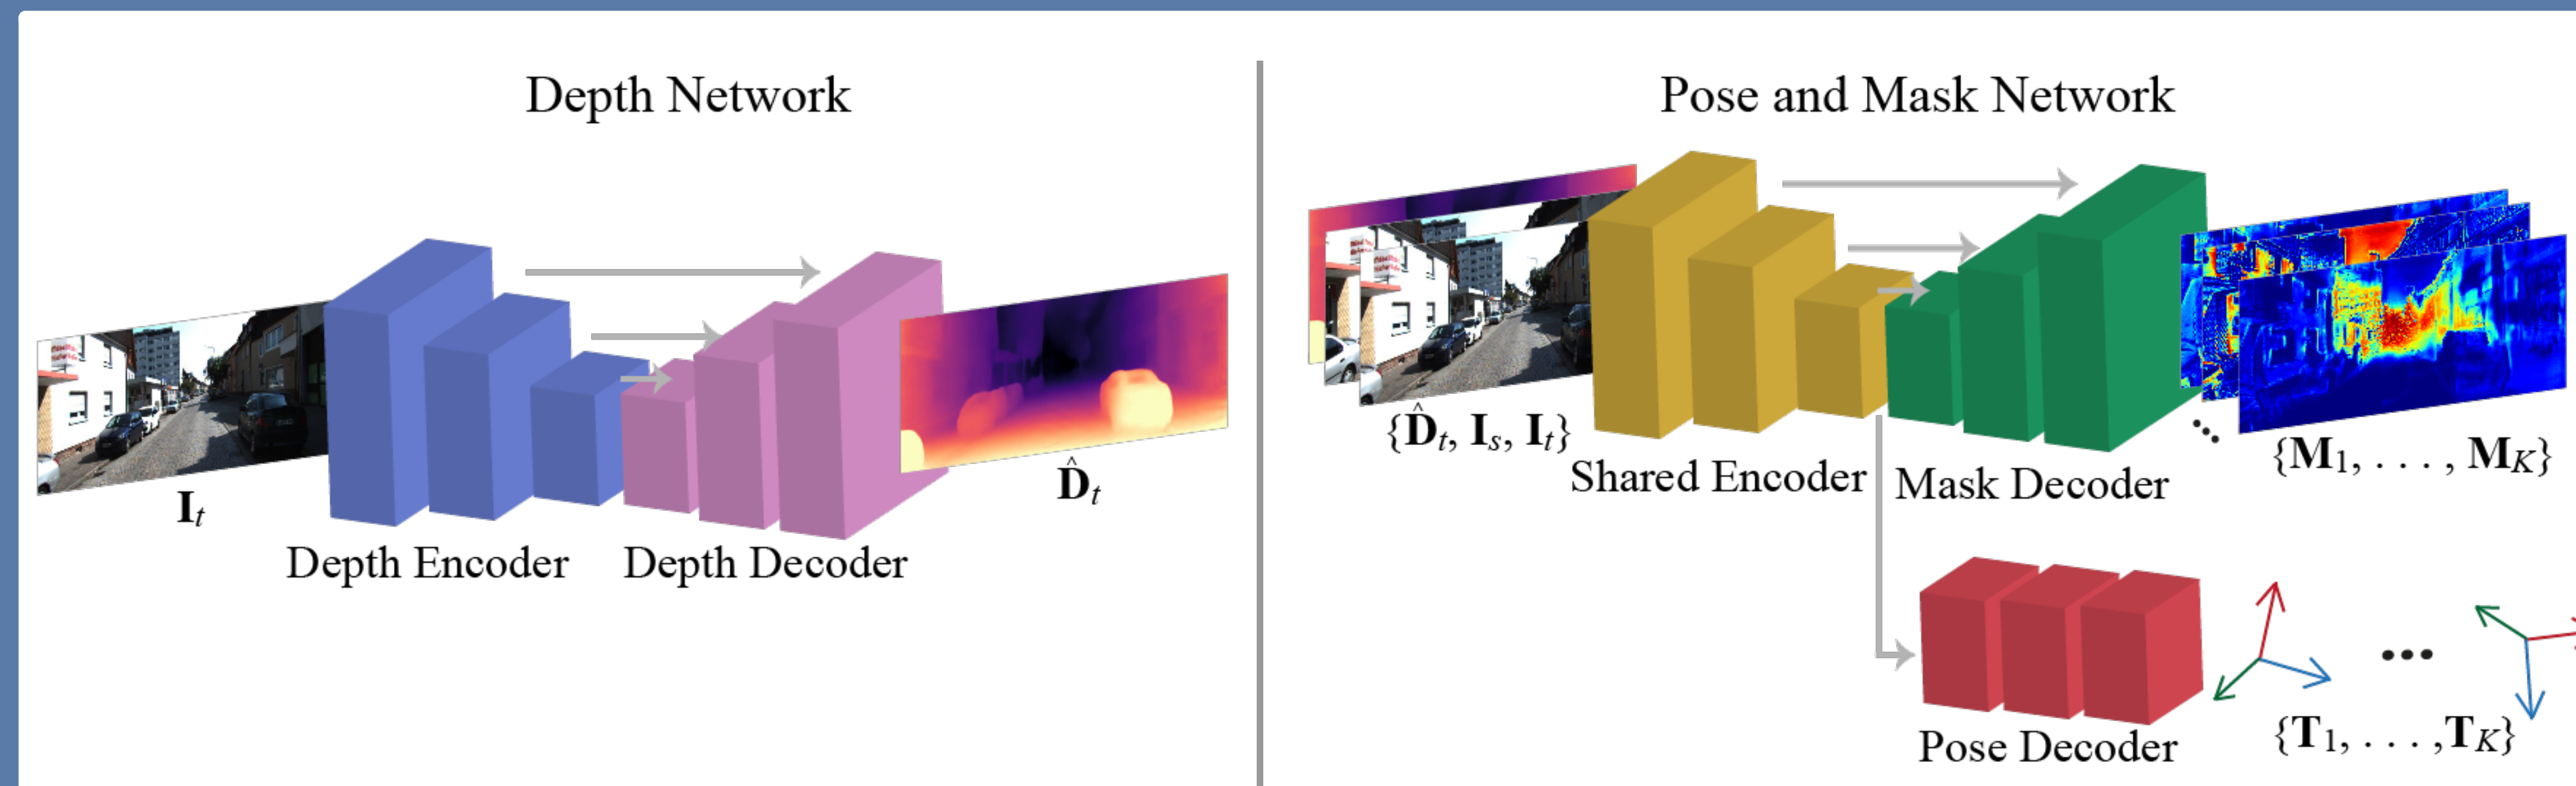 Depth Network
I_t
Depth Encoder
Depth Decoder
D̂_t
Pose and Mask Network
{D̂_t, I_s, I_t}
Shared Encoder
Mask Decoder
{M_1, . . . , M_K}
Pose Decoder
{T_1, . . . ,T_K}